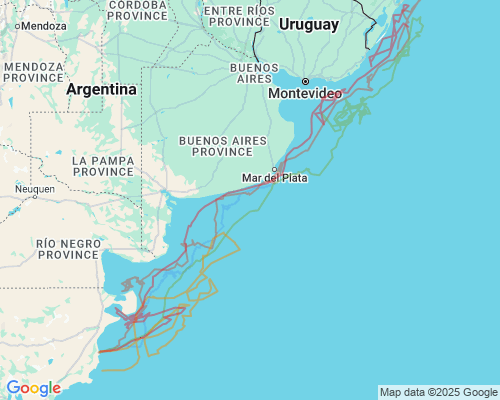 CÓRDOBA
PROVINCE
ENTRE RÍOS
PROVINCE
Uruguay
Mendoza
MENDOZA
PROVINCE
BUENOS
AIRES
Argentina
Montevideo
BUENOS AIRES
PROVINCE
LA PAMPA
PROVINCE
Mar del Plata
Neuquen
RÍO NEGRO
PROVINCE
Google
Map data ©2025 Google